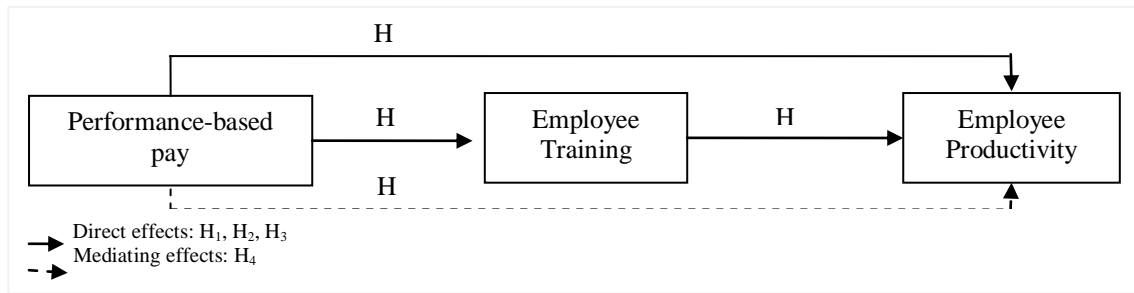 H
Performance-based
pay
H
Employee
Training
H
Employee
Productivity
H
Direct effects: H₁, H₂, H₃
Mediating effects: H₄